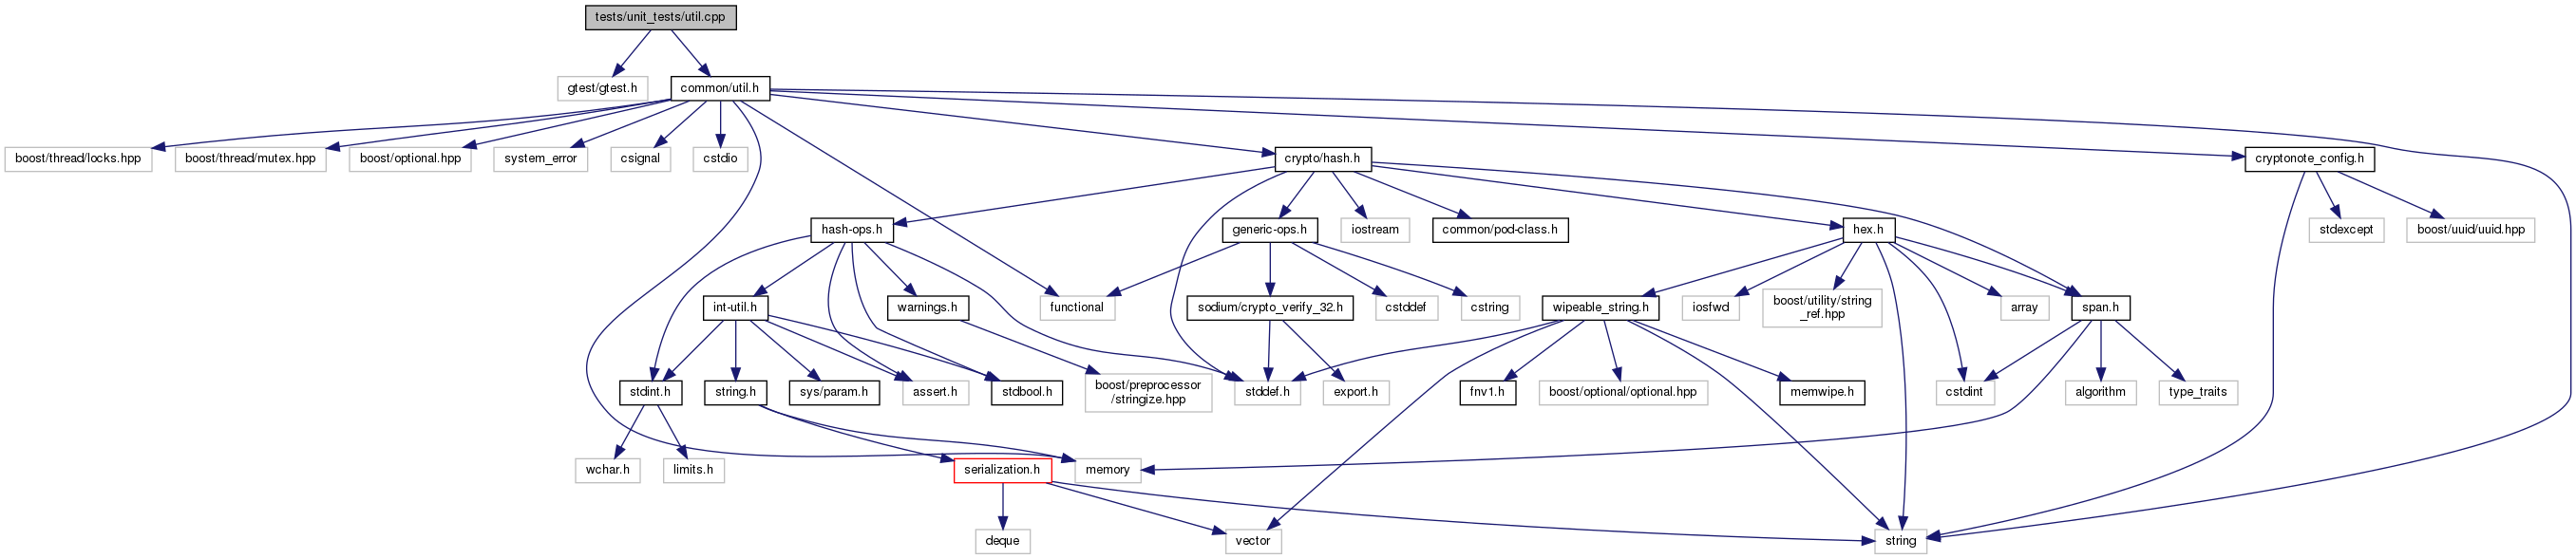 tests/unit_tests/util.cpp
gtest/gtest.h
common/util.h
boost/thread/locks.hpp
boost/thread/mutex.hpp
boost/optional.hpp
system_error
csignal
cstdio
crypto/hash.h
cryptonote_config.h
hash-ops.h
generic-ops.h
iostream
common/pod-class.h
hex.h
stdexcept
boost/uuid/uuid.hpp
int-util.h
warnings.h
functional
sodium/crypto_verify_32.h
cstddef
cstring
wipeable_string.h
iosfwd
boost/utility/string
_ref.hpp
array
span.h
stdint.h
string.h
sys/param.h
assert.h
stdbool.h
boost/preprocessor
/stringize.hpp
stddef.h
export.h
fnv1.h
boost/optional/optional.hpp
memwipe.h
cstdint
algorithm
type_traits
wchar.h
limits.h
serialization.h
memory
deque
vector
string